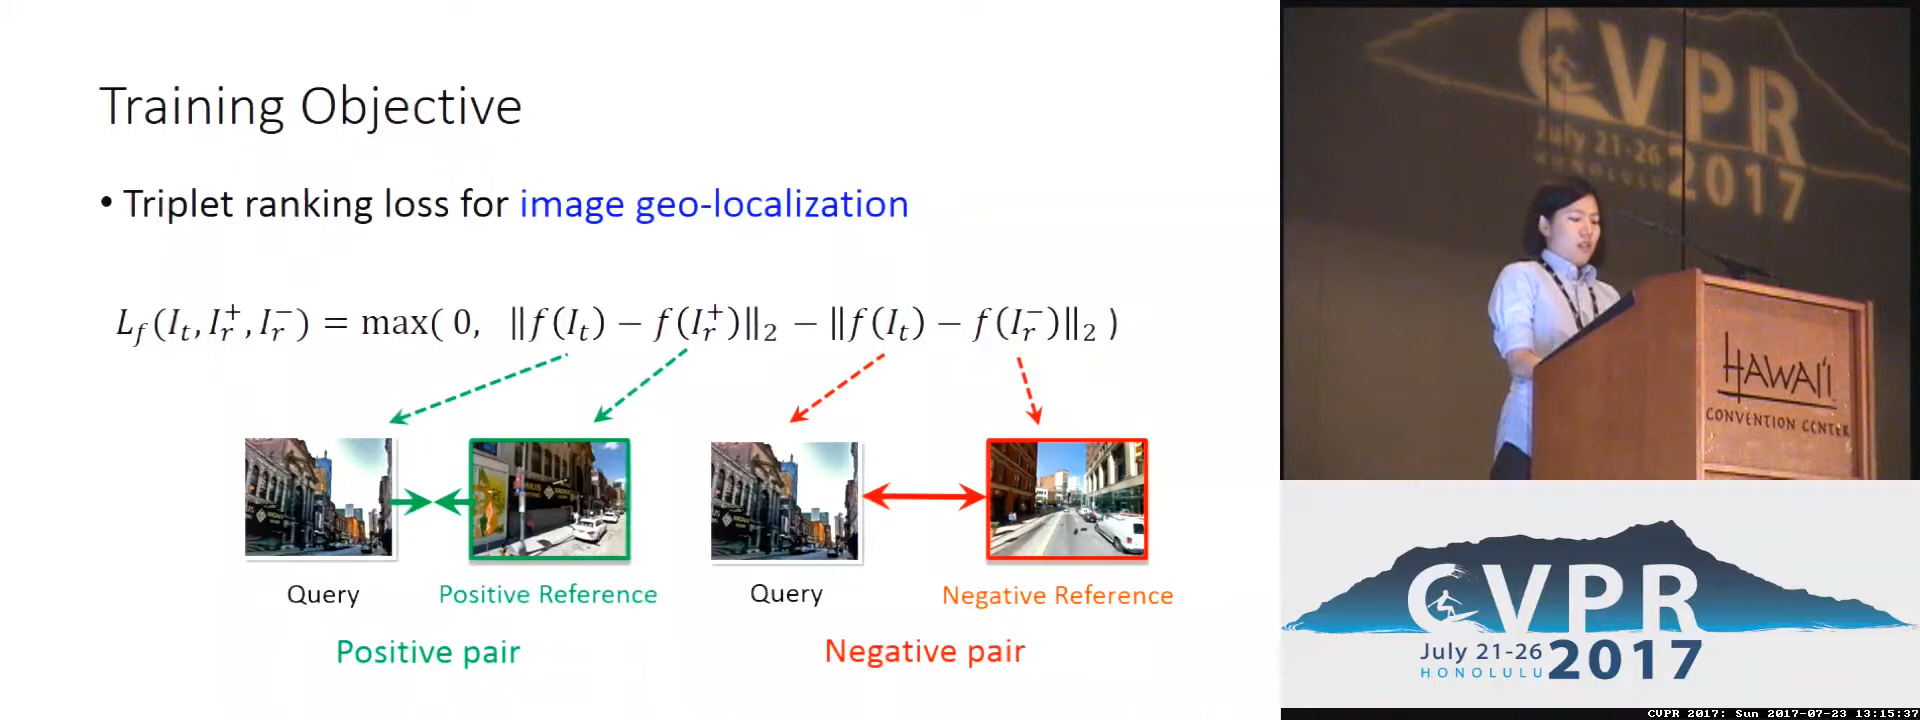 Training Objective
• Triplet ranking loss for image geo-localization
L_f(I_t, I_r^+, I_r^-) = max( 0, ‖f(I_t) − f(I_r^+)‖_2 − ‖f(I_t) − f(I_r^-)‖_2 )
Query
Positive Reference
Query
Negative Reference
Positive pair
Negative pair
CVPR
July 21-26
HONOLULU
2017
HAWAI'I
CONVENTION CENTER
CVPR
July 21-26
HONOLULU
2017
CVPR 2017: Sun 2017-07-23 13:15:37